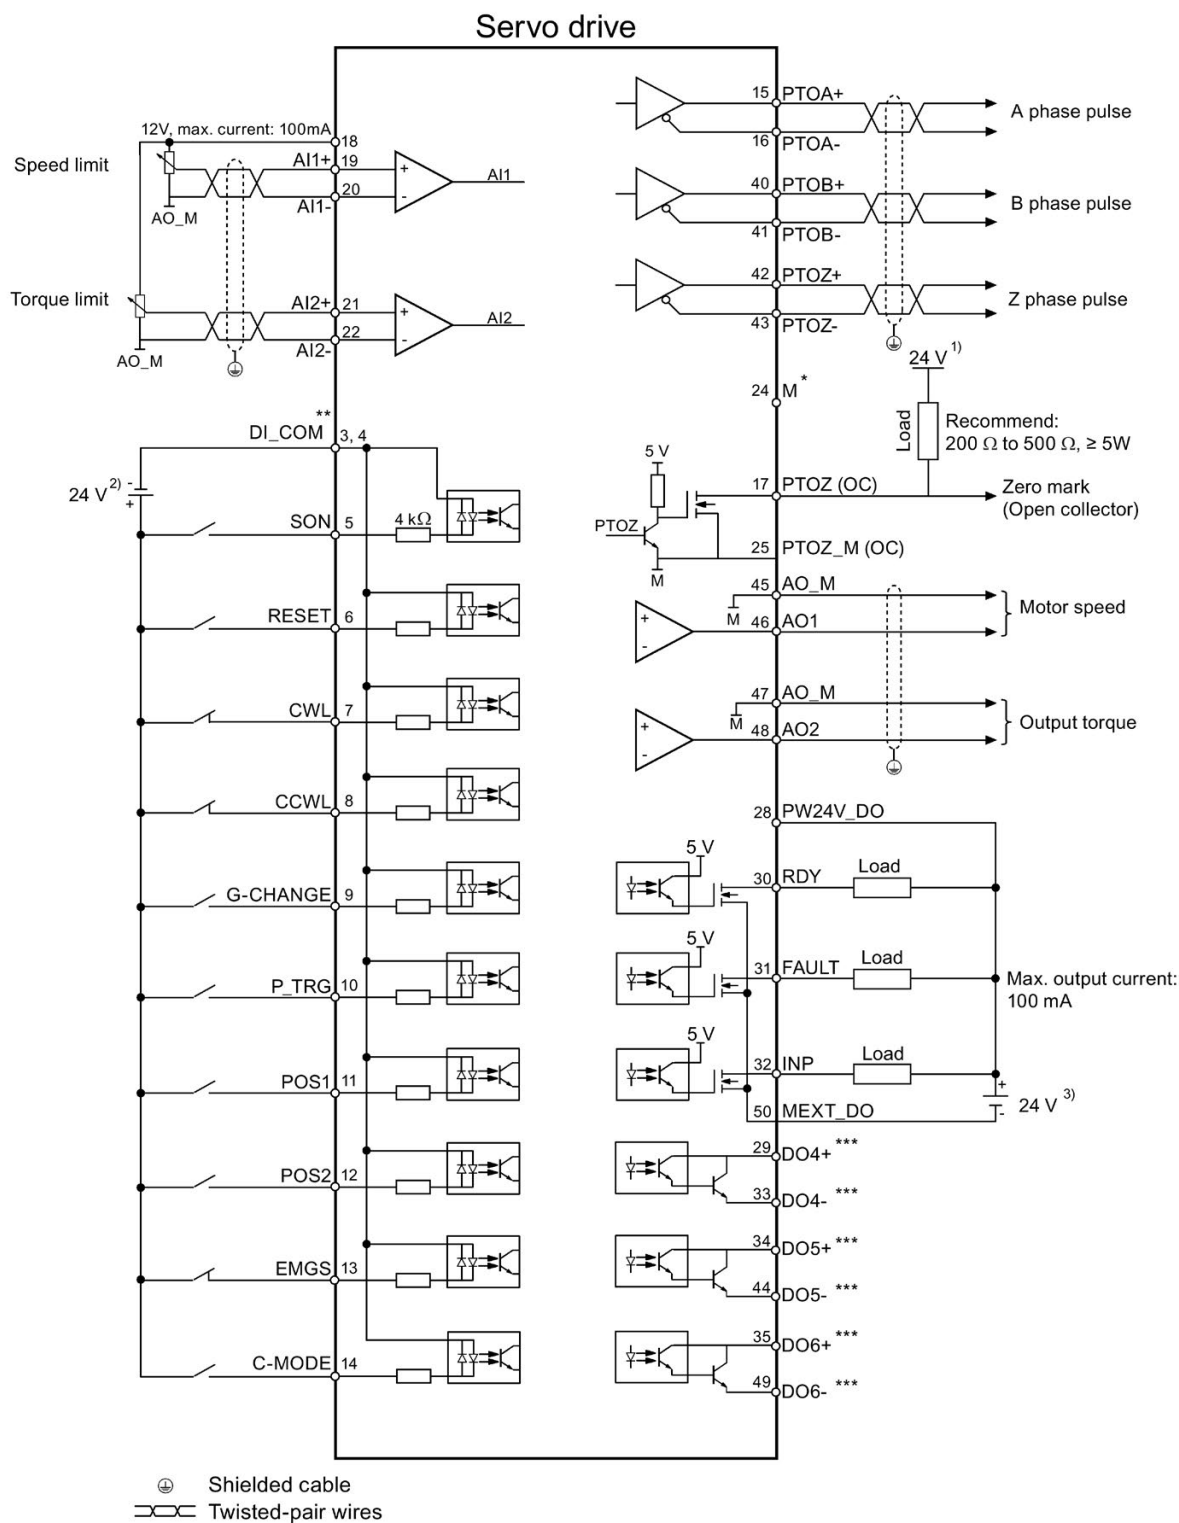 Servo drive
12V, max. current: 100mA
18
Speed limit
AI1+ 19
20
AI1-
AO_M
+
-
AI1
Torque limit
AI2+ 21
22
AI2-
AO_M
+
-
AI2
15 PTOA+
16 PTOA-
A phase pulse
40 PTOB+
41 PTOB-
B phase pulse
42 PTOZ+
43 PTOZ-
Z phase pulse
24 M *
24 V 1)
Load
Recommend:
200 Ω to 500 Ω, ≥ 5W
5 V
PTOZ
M
17 PTOZ (OC)
25 PTOZ_M (OC)
Zero mark
(Open collector)
45 AO_M
M
46 AO1
+
-
Motor speed
47 AO_M
M
48 AO2
+
-
Output torque
**
DI_COM 3, 4
24 V 2) -
+
SON 5
4 kΩ
RESET 6
CWL 7
CCWL 8
G-CHANGE 9
P_TRG 10
POS1 11
POS2 12
EMGS 13
C-MODE 14
28 PW24V_DO
5 V
30 RDY
Load
5 V
31 FAULT
Load
Max. output current:
100 mA
5 V
32 INP
Load
+
24 V 3)
-
50 MEXT_DO
29 DO4+ ***
33 DO4- ***
34 DO5+ ***
44 DO5- ***
35 DO6+ ***
49 DO6- ***
Shielded cable
Twisted-pair wires